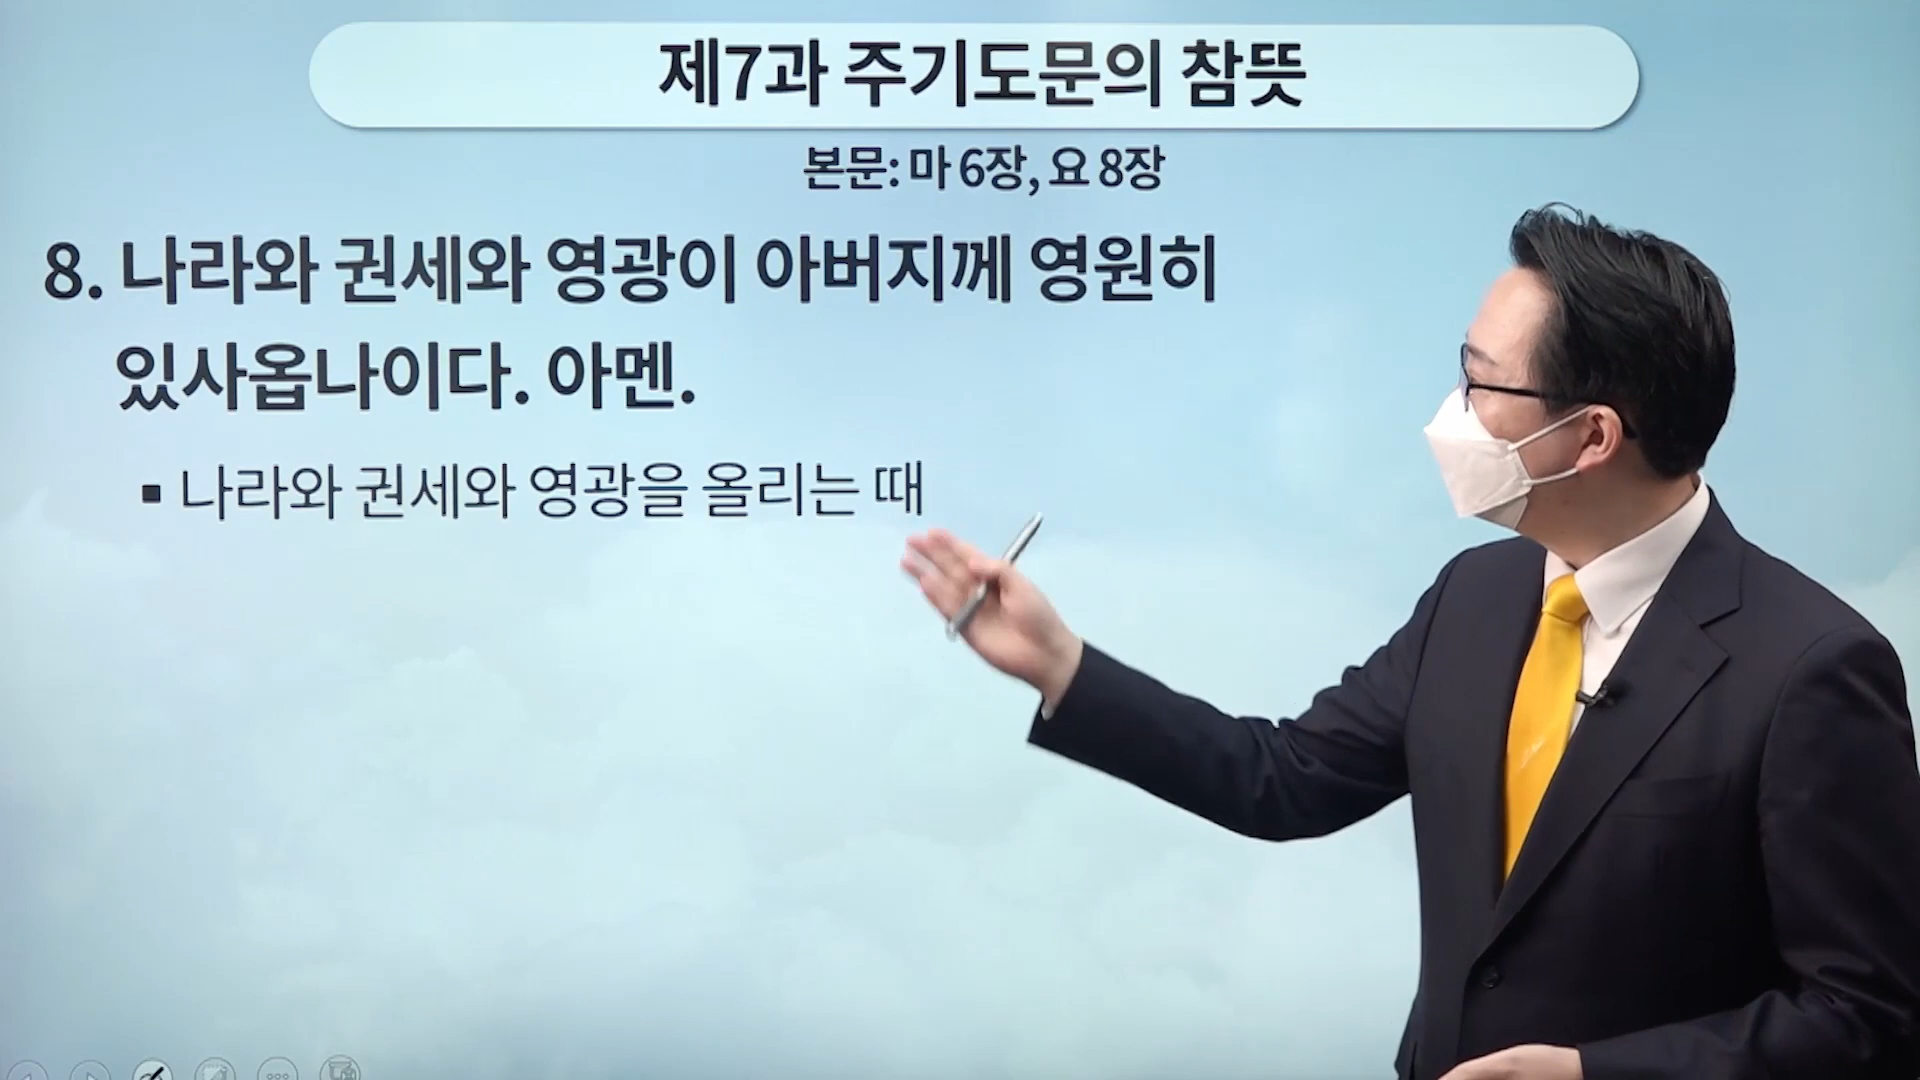 제7과 주기도문의 참뜻
본문: 마 6장, 요 8장
8. 나라와 권세와 영광이 아버지께 영원히
있사옵나이다. 아멘.
▪ 나라와 권세와 영광을 올리는 때